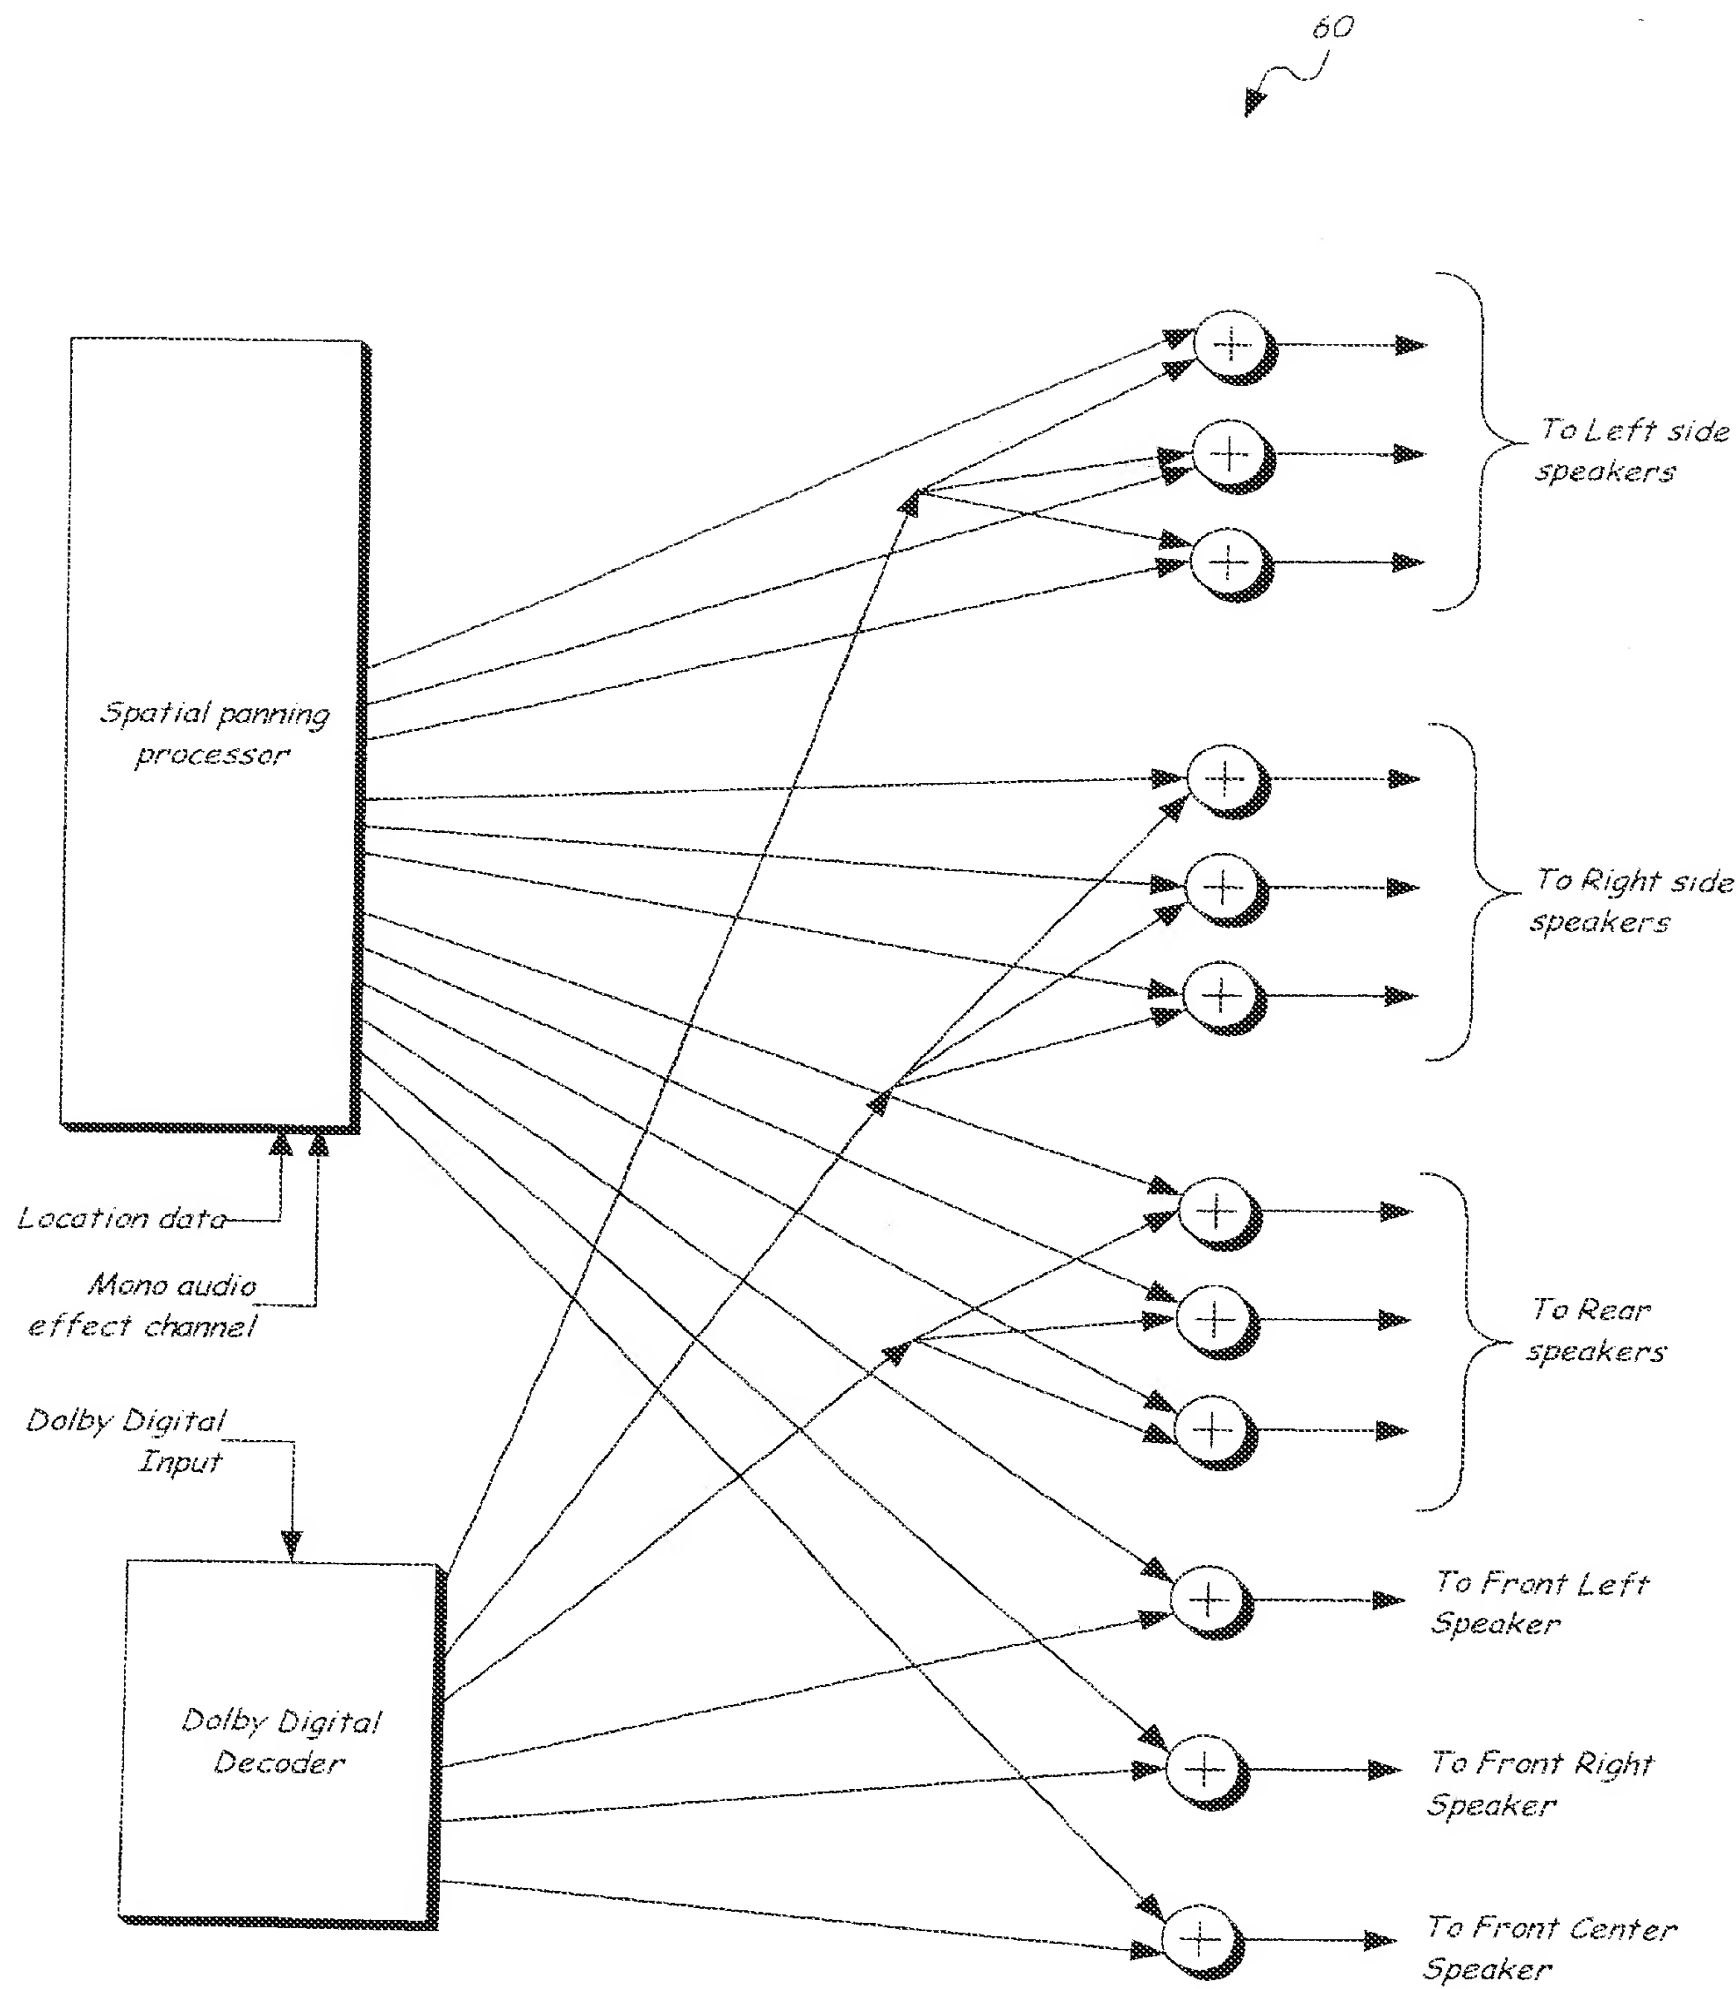 60
To Left side
speakers
Spatial panning
processor
To Right side
speakers
Location data
Mono audio
effect channel
To Rear
speakers
Dolby Digital
Input
To Front Left
Speaker
Dolby Digital
Decoder
To Front Right
Speaker
To Front Center
Speaker